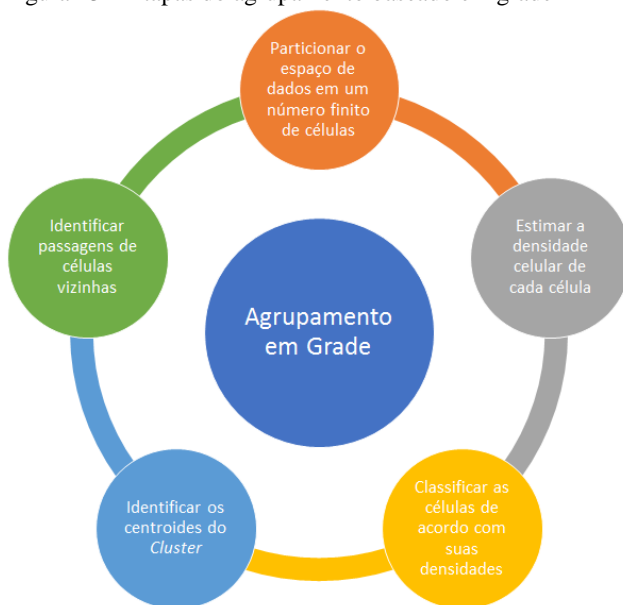 Particionar o
espaço de
dados em um
número finito
de células
Estimar a
densidade
celular de
cada célula
Classificar as
células de
acordo com
suas
densidades
Identificar os
centroides do
Cluster
Identificar
passagens de
células
vizinhas
Agrupamento
em Grade